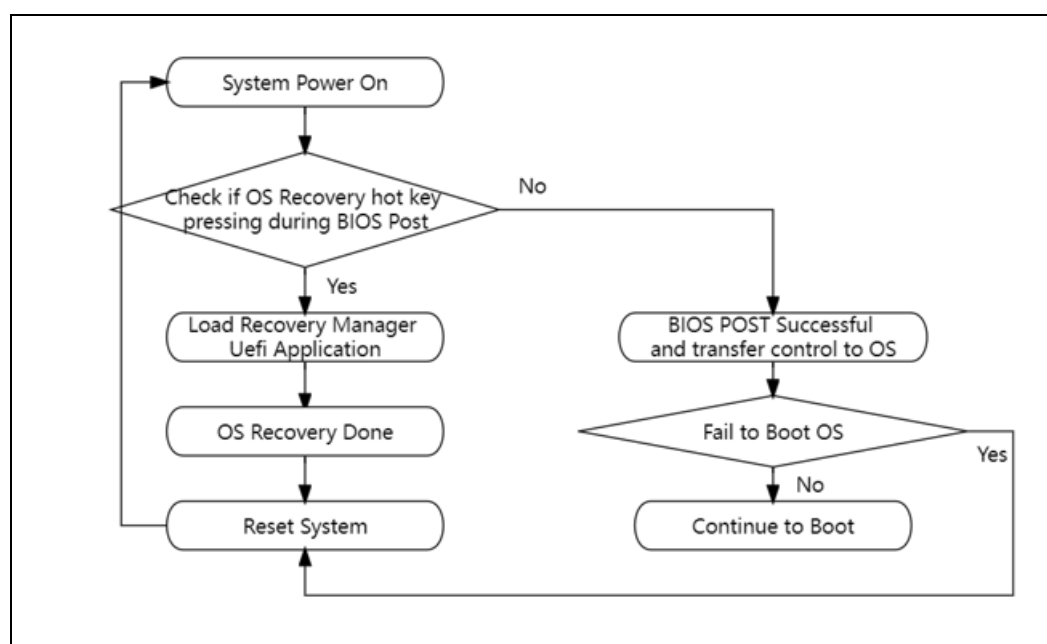 System Power On
Check if OS Recovery hot key
pressing during BIOS Post
No
Yes
Load Recovery Manager
Uefi Application
BIOS POST Successful
and transfer control to OS
OS Recovery Done
Fail to Boot OS
Yes
No
Reset System
Continue to Boot